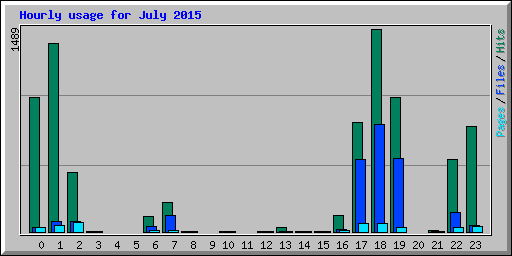 Hourly usage for July 2015
1489
Pages/Files/Hits
0 1 2 3 4 5 6 7 8 9 10 11 12 13 14 15 16 17 18 19 20 21 22 23